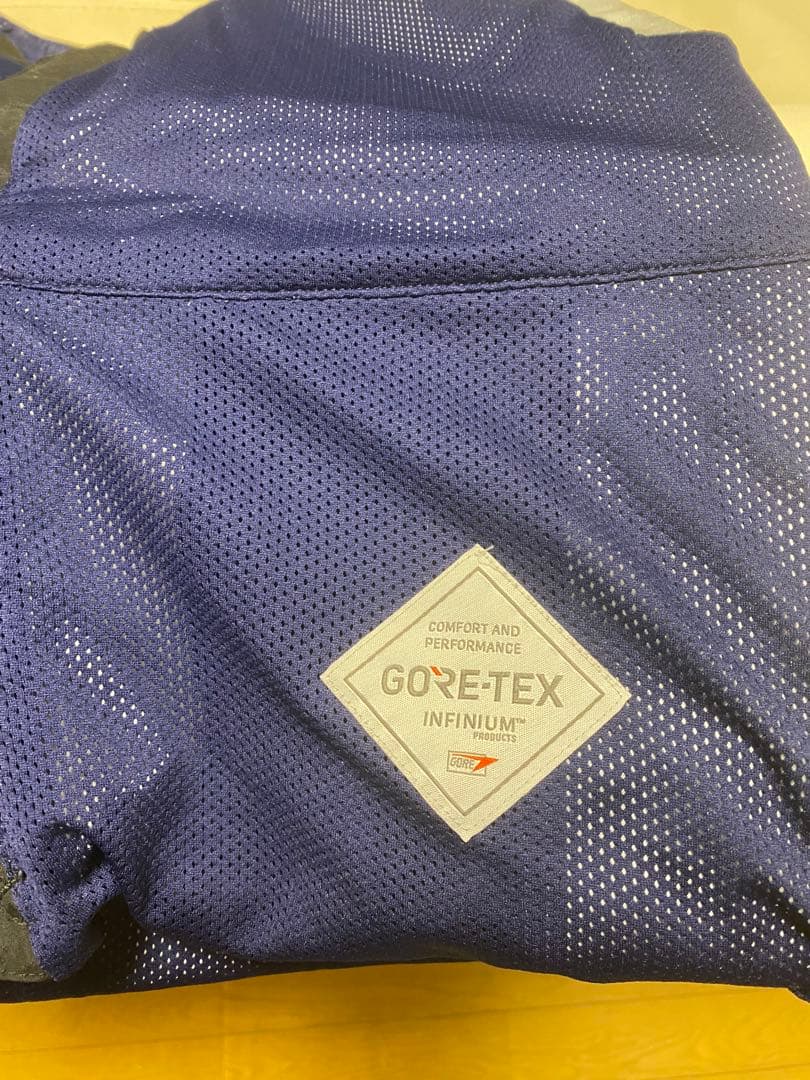 COMFORT AND
PERFORMANCE
GORE-TEX
INFINIUM™
PRODUCTS
GORE